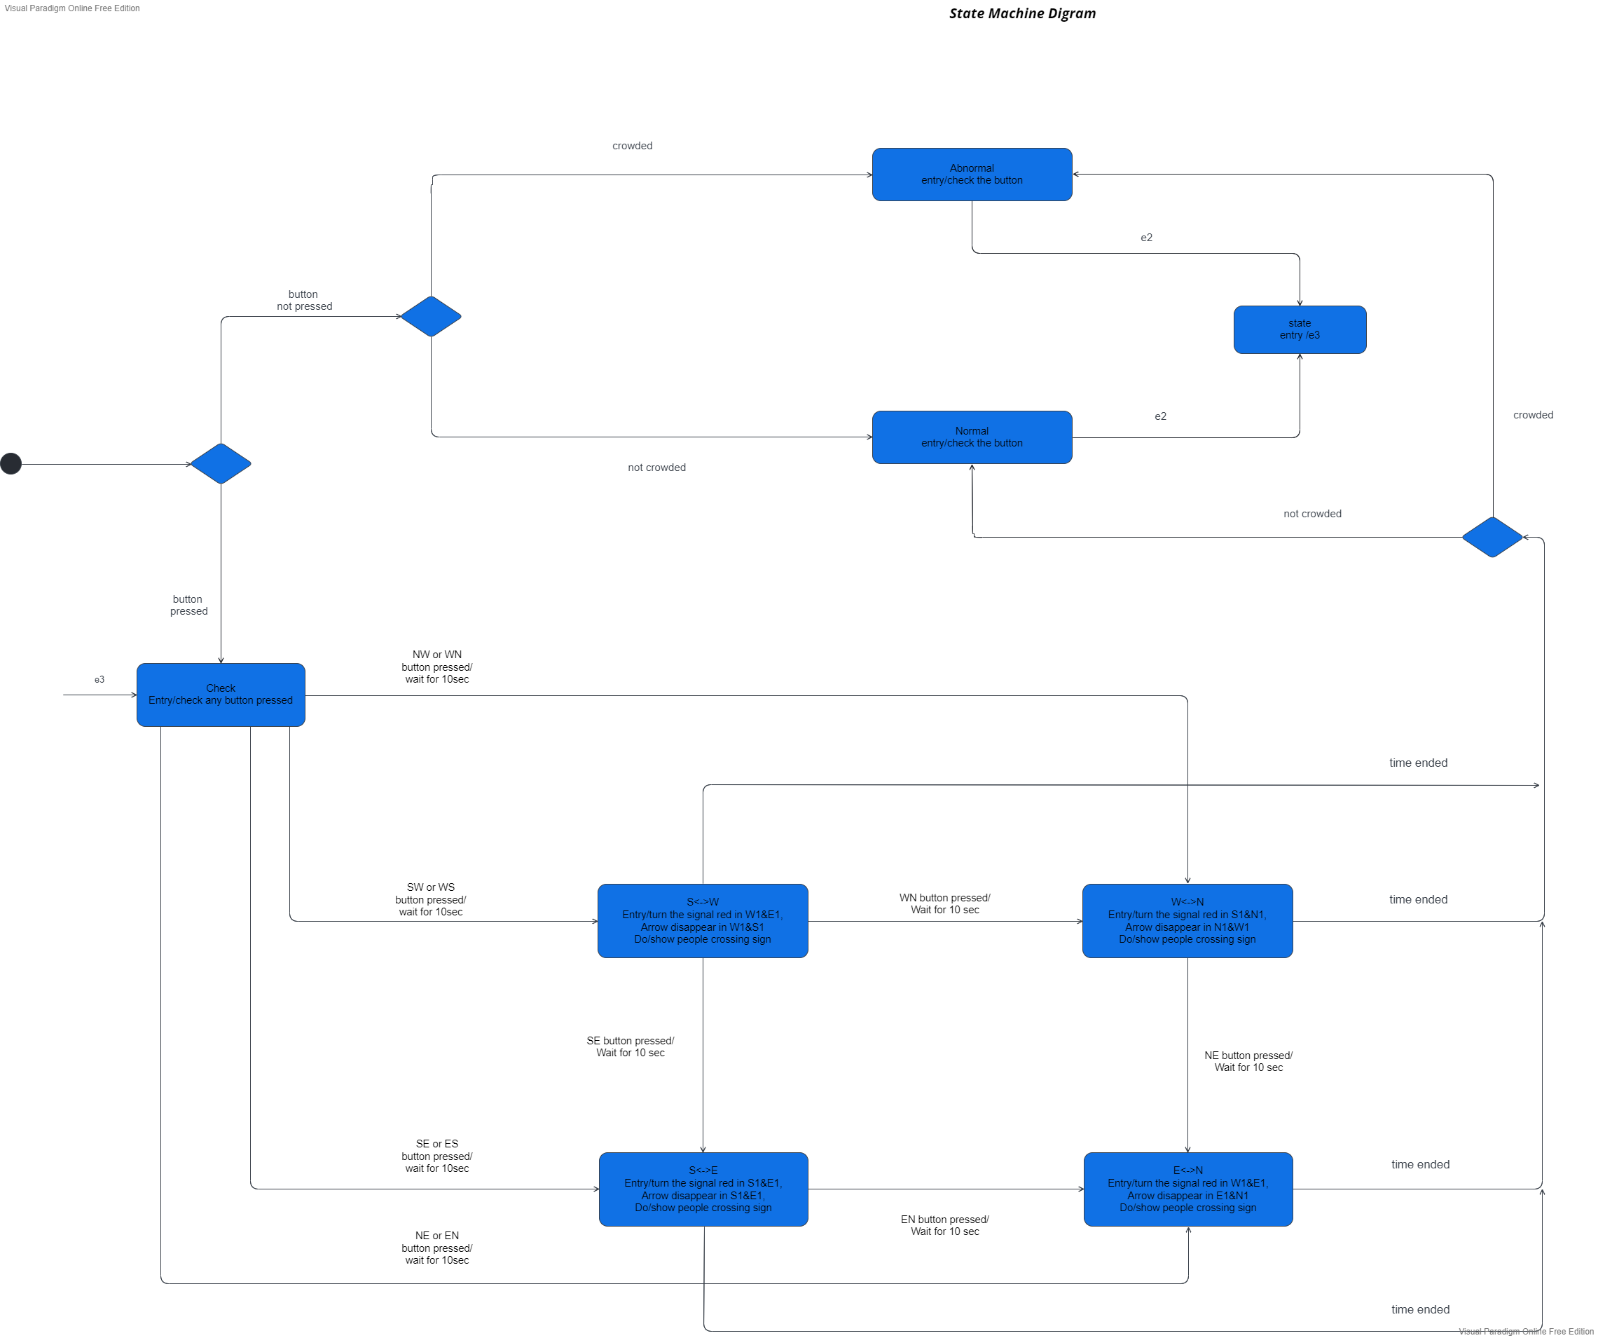 Visual Paradigm Online Free Edition
State Machine Digram
crowded
Abnormal
entry/check the button
e2
button
not pressed
state
entry /e3
crowded
Normal
entry/check the button
e2
not crowded
not crowded
button
pressed
NW or WN
button pressed/
wait for 10sec
e3
Check
Entry/check any button pressed
time ended
SW or WS
button pressed/
wait for 10sec
S<->W
Entry/turn the signal red in W1&E1,
Arrow disappear in W1&S1
Do/show people crossing sign
WN button pressed/
Wait for 10 sec
W<->N
Entry/turn the signal red in S1&N1,
Arrow disappear in N1&W1
Do/show people crossing sign
time ended
SE button pressed/
Wait for 10 sec
NE button pressed/
Wait for 10 sec
SE or ES
button pressed/
wait for 10sec
S<->E
Entry/turn the signal red in S1&E1,
Arrow disappear in S1&E1,
Do/show people crossing sign
E<->N
Entry/turn the signal red in W1&E1,
Arrow disappear in E1&N1
Do/show people crossing sign
time ended
EN button pressed/
Wait for 10 sec
NE or EN
button pressed/
wait for 10sec
time ended
Visual Paradigm Online Free Edition